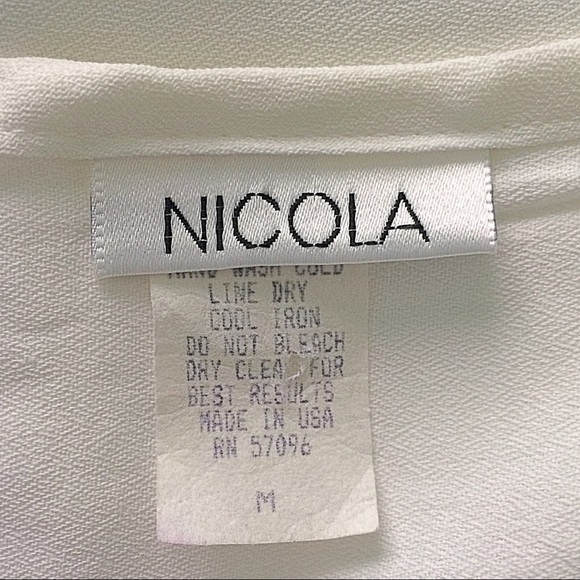 NICOLA
HAND WASH COLD
LINE DRY
COOL IRON
DO NOT BLEACH
DRY CLEA FOR
BEST RESULTS
MADE IN USA
RN 57096
M